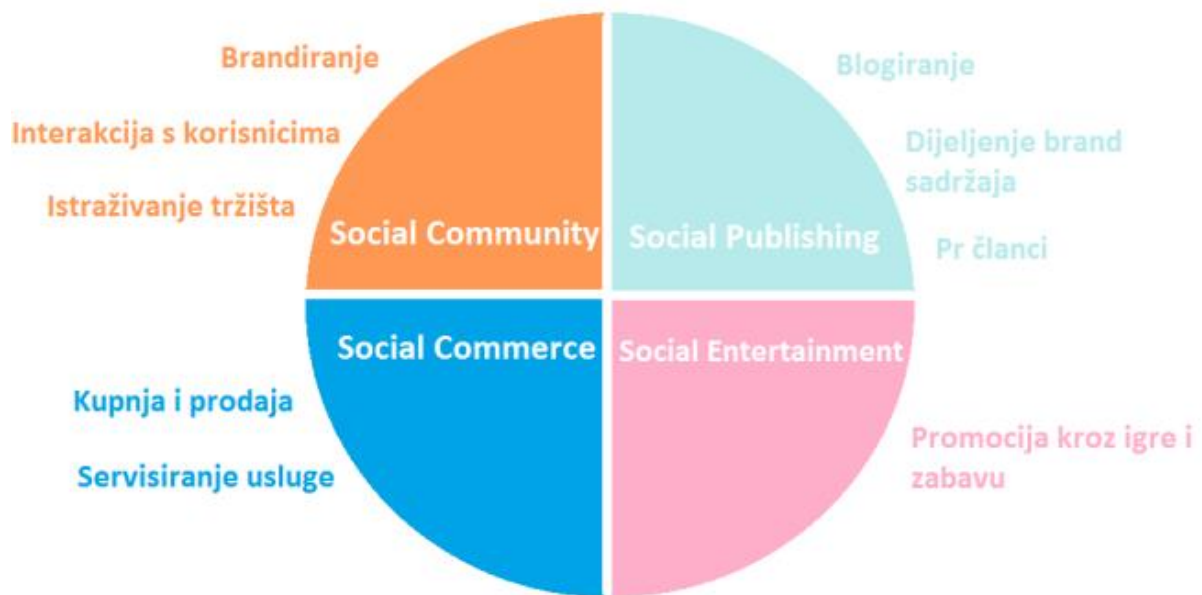 Brandiranje
Interakcija s korisnicima
Istraživanje tržišta
Social Community
Blogiranje
Dijeljenje brand
sadržaja
Pr članci
Social Publishing
Social Commerce
Kupnja i prodaja
Servisiranje usluge
Social Entertainment
Promocija kroz igre i
zabavu